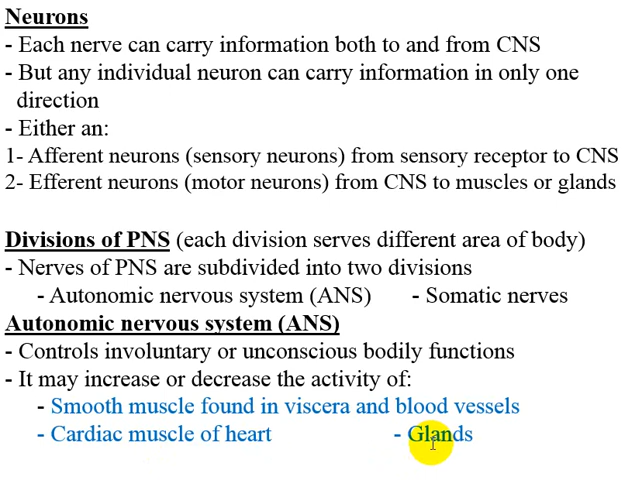 Neurons
- Each nerve can carry information both to and from CNS
- But any individual neuron can carry information in only one
direction
- Either an:
1- Afferent neurons (sensory neurons) from sensory receptor to CNS
2- Efferent neurons (motor neurons) from CNS to muscles or glands
Divisions of PNS (each division serves different area of body)
- Nerves of PNS are subdivided into two divisions
- Autonomic nervous system (ANS) - Somatic nerves
Autonomic nervous system (ANS)
- Controls involuntary or unconscious bodily functions
- It may increase or decrease the activity of:
- Smooth muscle found in viscera and blood vessels
- Cardiac muscle of heart - Glands